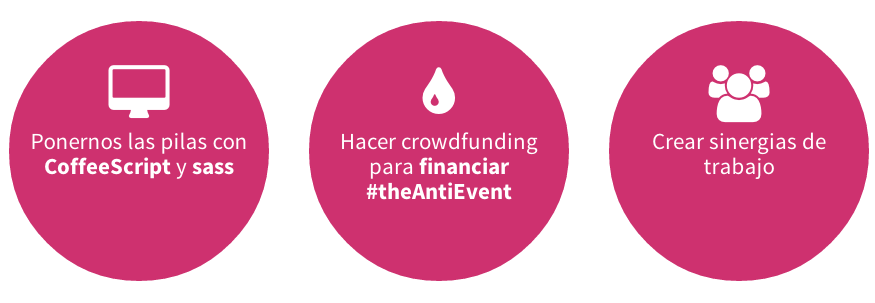 Ponernos las pilas con
CoffeeScript y sass
Hacer crowdfunding
para financiar
#theAntiEvent
Crear sinergias de
trabajo